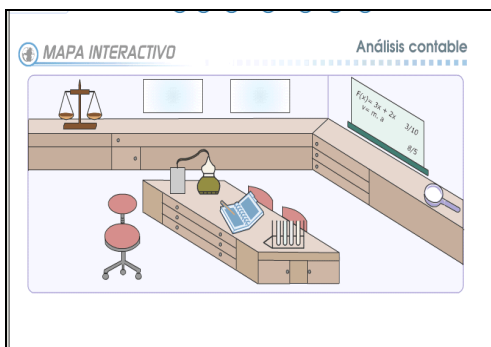 MAPA INTERACTIVO
Análisis contable
F(x)= 3x + 2x
v= m. a
3/10
8/5